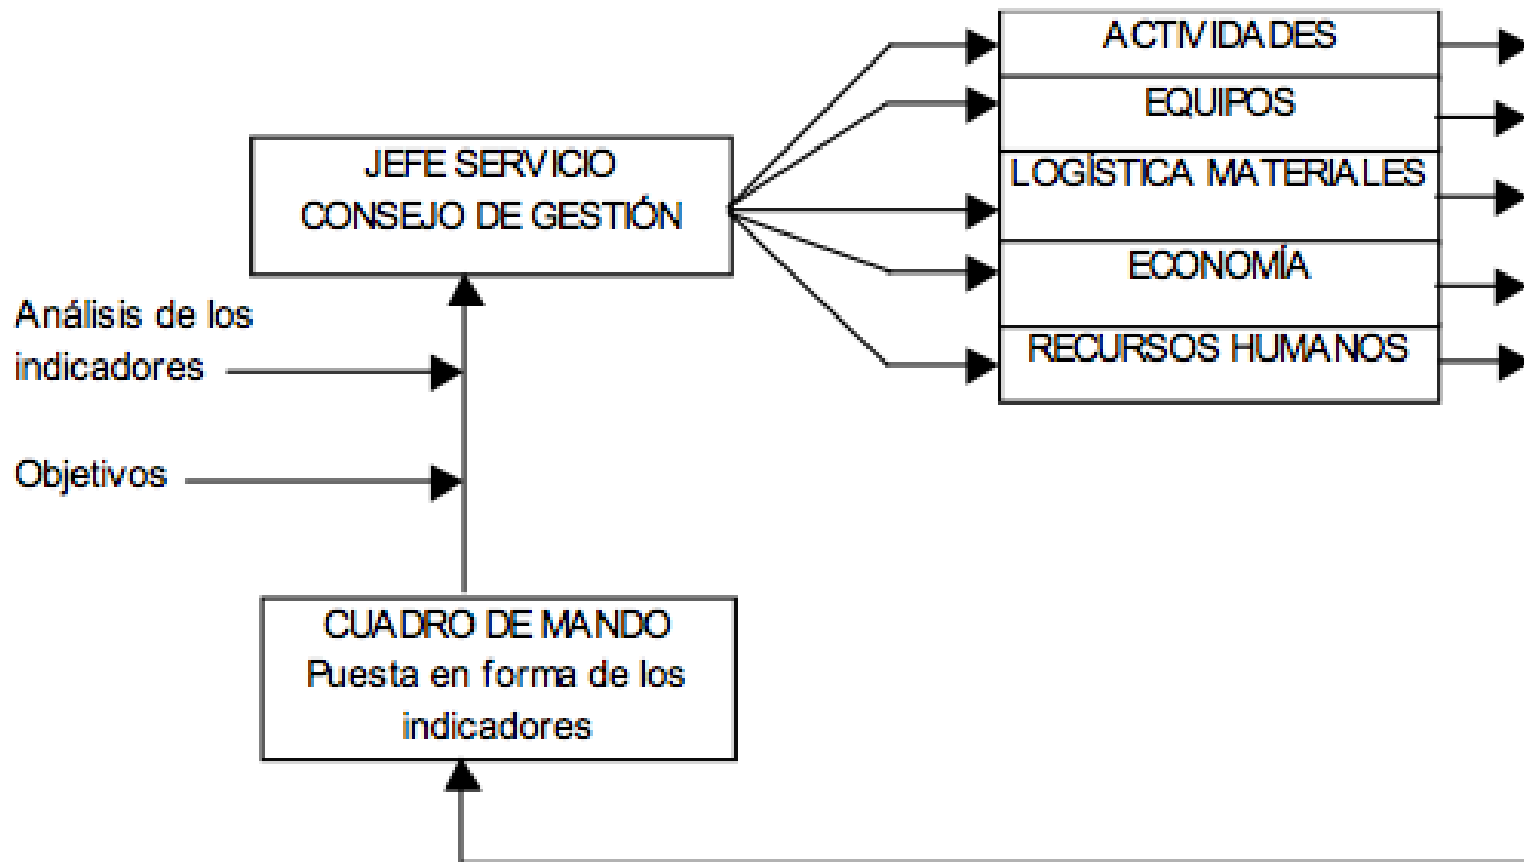 ACTIVIDADES
EQUIPOS
LOGÍSTICA MATERIALES
ECONOMÍA
RECURSOS HUMANOS
JEFE SERVICIO
CONSEJO DE GESTIÓN
Análisis de los
indicadores
Objetivos
CUADRO DE MANDO
Puesta en forma de los
indicadores